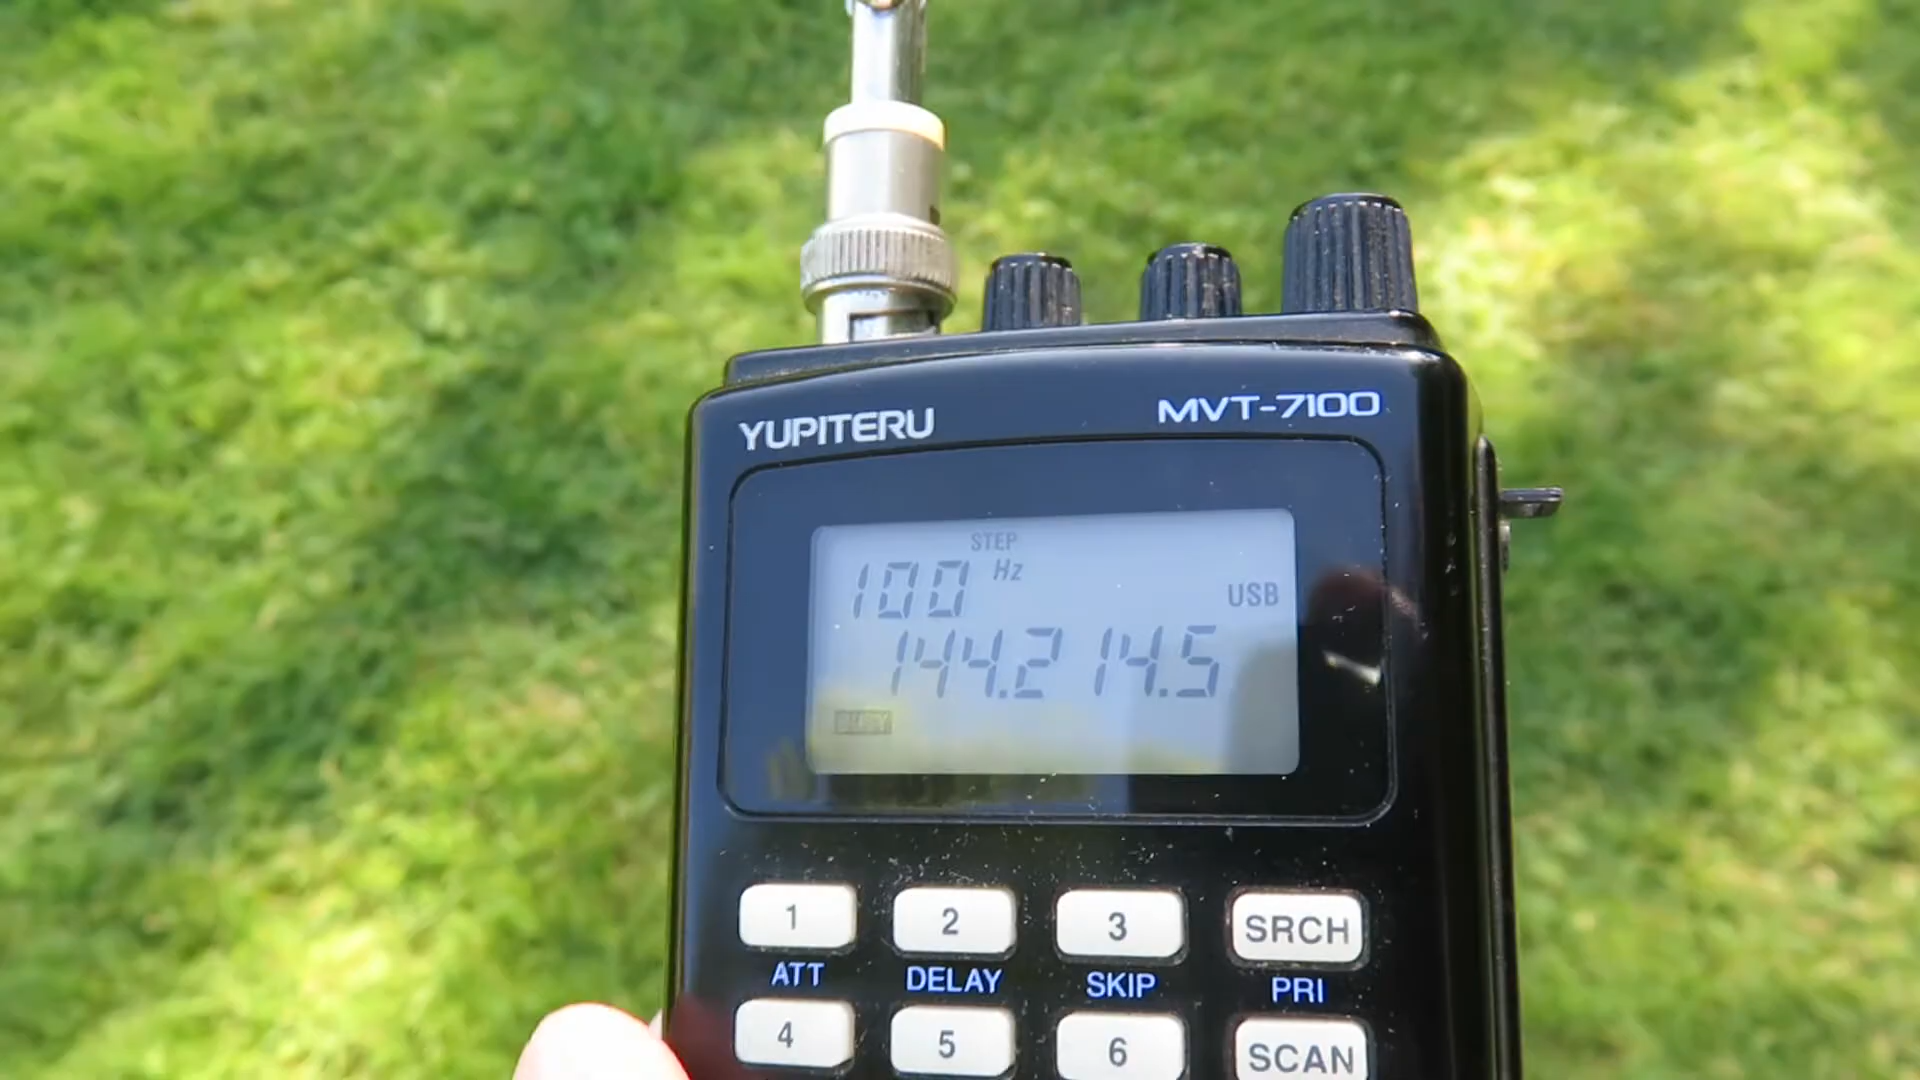 YUPITERU MVT-7100
STEP
100 Hz
USB
144.214.5
BUSY
1 2 3 SRCH
ATT DELAY SKIP PRI
4 5 6 SCAN